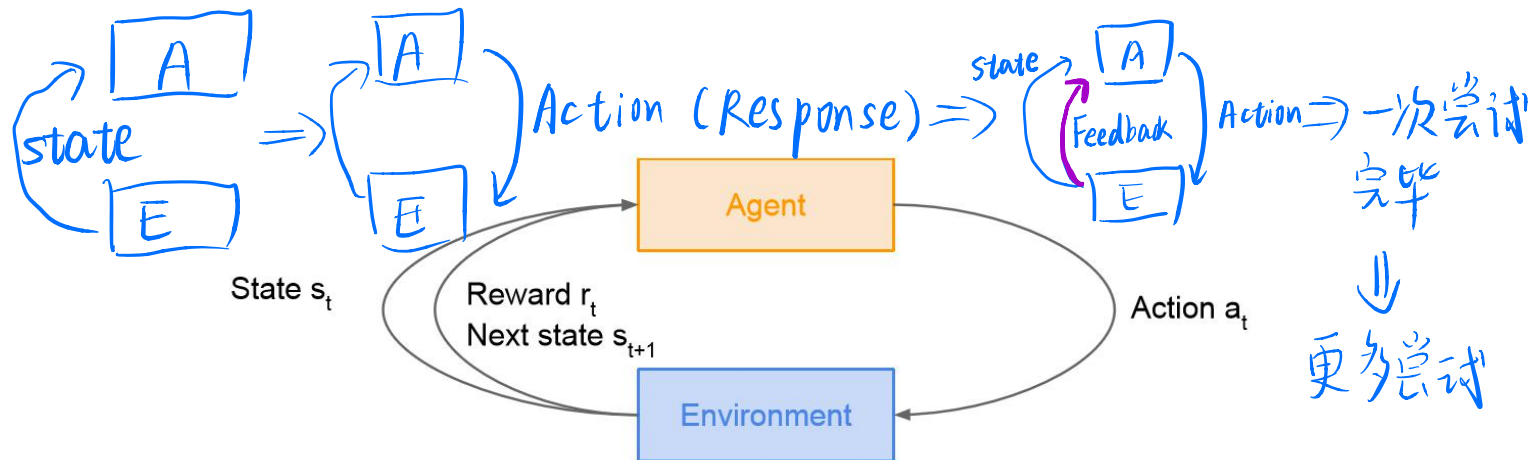 A
state
E
⇒
A
E
Action (Response) ⇒
state
A
Feedback
E
Action ⇒ 一次尝试
完毕
⇓
更多尝试
Agent
State sₜ
Reward rₜ
Next state sₜ₊₁
Action aₜ
Environment